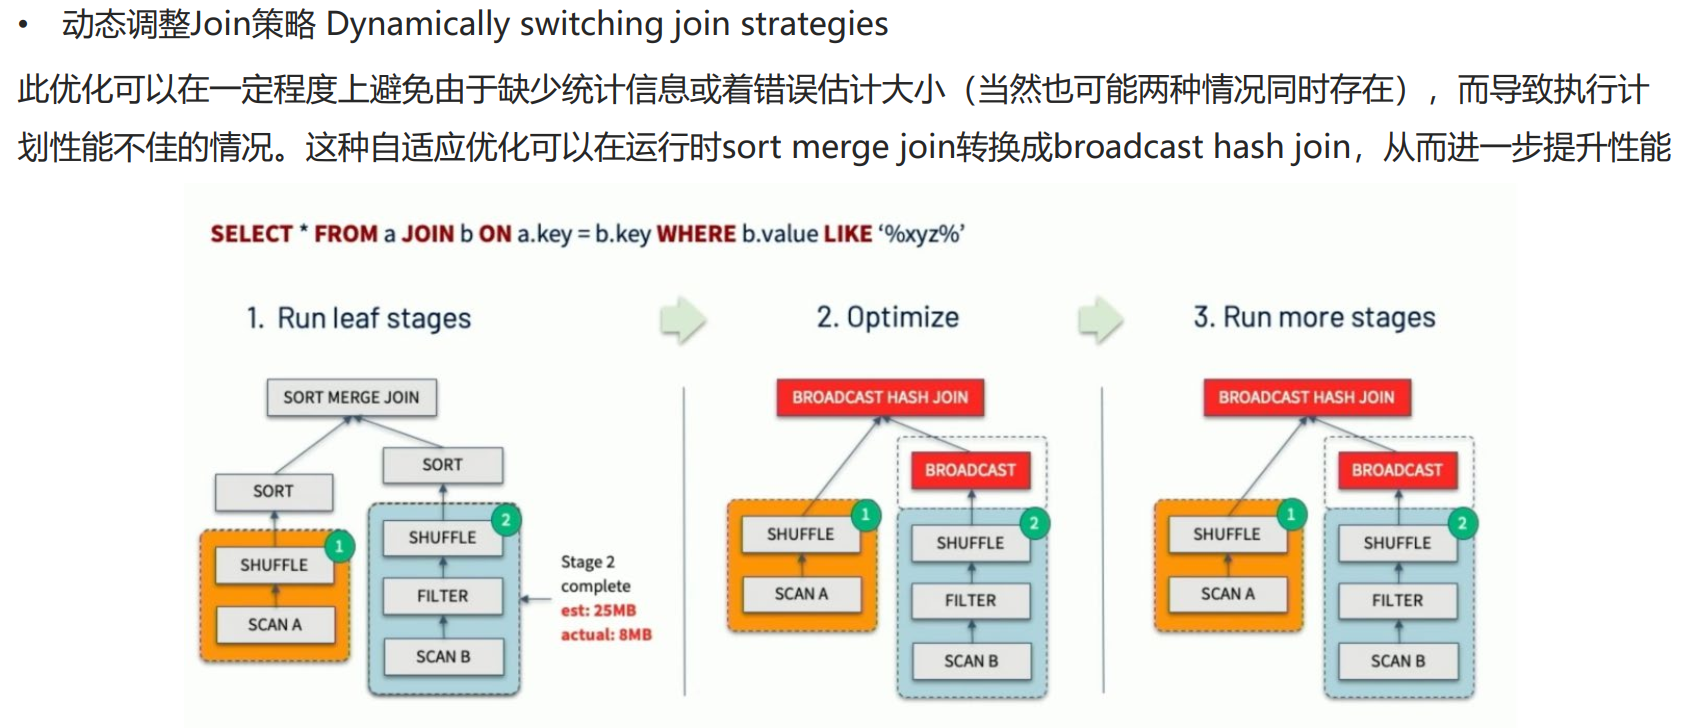 • 动态调整Join策略 Dynamically switching join strategies
此优化可以在一定程度上避免由于缺少统计信息或着错误估计大小（当然也可能两种情况同时存在），而导致执行计
划性能不佳的情况。这种自适应优化可以在运行时sort merge join转换成broadcast hash join，从而进一步提升性能
SELECT * FROM a JOIN b ON a.key = b.key WHERE b.value LIKE ‘%xyz%’
1. Run leaf stages
SORT MERGE JOIN
SORT
SORT
SHUFFLE
1
SCAN A
SHUFFLE
2
FILTER
SCAN B
Stage 2
complete
est: 25MB
actual: 8MB
2. Optimize
BROADCAST HASH JOIN
BROADCAST
SHUFFLE
1
SCAN A
SHUFFLE
2
FILTER
SCAN B
3. Run more stages
BROADCAST HASH JOIN
BROADCAST
SHUFFLE
1
SCAN A
SHUFFLE
2
FILTER
SCAN B